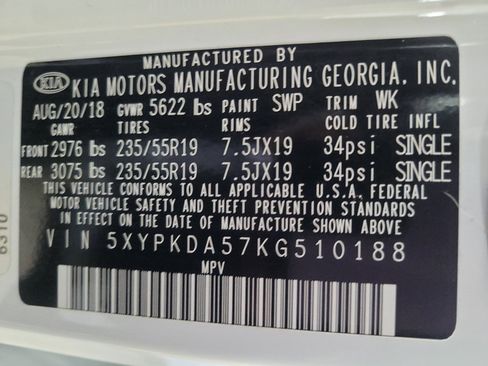 MANUFACTURED BY
KIA KIA MOTORS MANUFACTURING GEORGIA, INC.
AUG/20/18 GVWR 5622 lbs PAINT SWP TRIM WK
GAWR TIRES RIMS COLD TIRE INFL
FRONT 2976 lbs 235/55R19 7.5JX19 34psi SINGLE
REAR 3075 lbs 235/55R19 7.5JX19 34psi SINGLE
THIS VEHICLE CONFORMS TO ALL APPLICABLE U.S.A. FEDERAL
MOTOR VEHICLE SAFETY AND THEFT PREVENTION STANDARDS
IN EFFECT ON THE DATE OF MANUFACTURE SHOWN ABOVE
VIN 5XYPKDA57KG510188
MPV